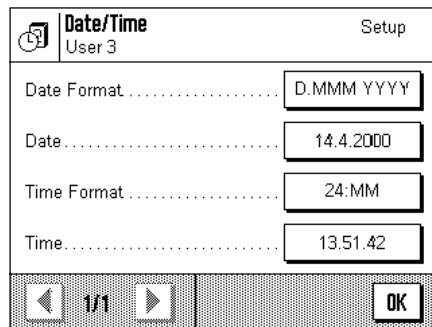 Date/Time Setup
User 3
Date Format.................... D.MMM YYYY
Date........................... 14.4.2000
Time Format.................... 24:MM
Time........................... 13.51.42
1/1 OK